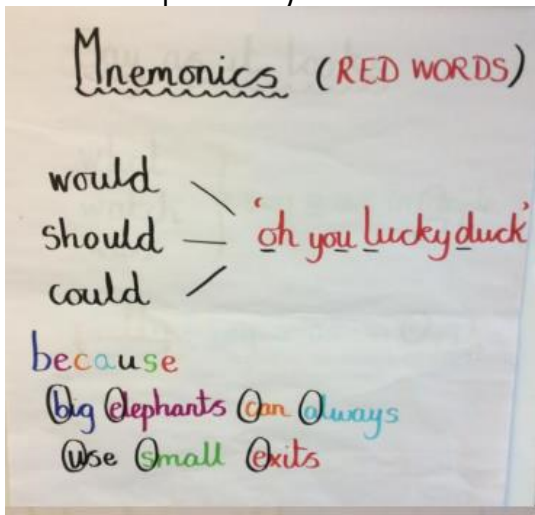 Mnemonics (RED WORDS)
would
should
could
'oh you lucky duck'
because
big elephants can always
use small exits